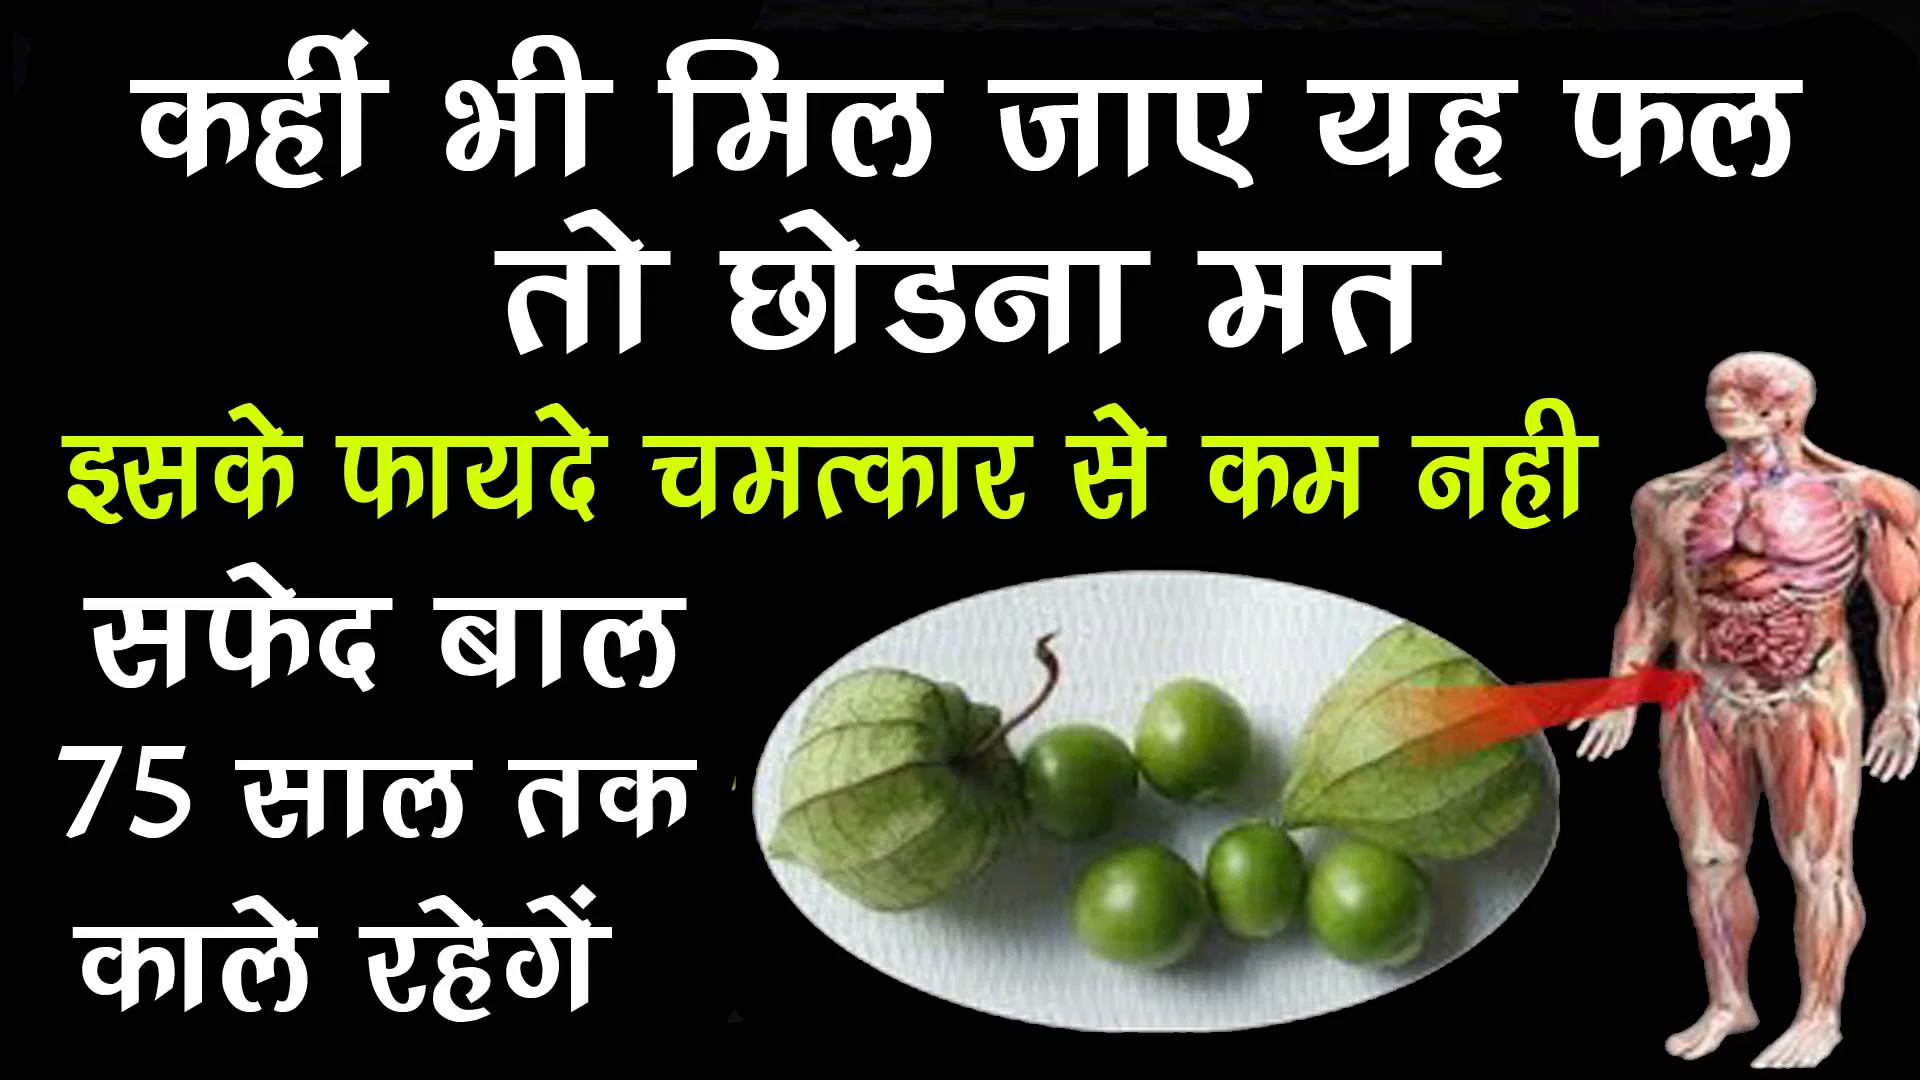 कहीं भी मिल जाए यह फल
तो छोडना मत
इसके फायदे चमत्कार से कम नही
सफेद बाल
75 साल तक
काले रहेगें